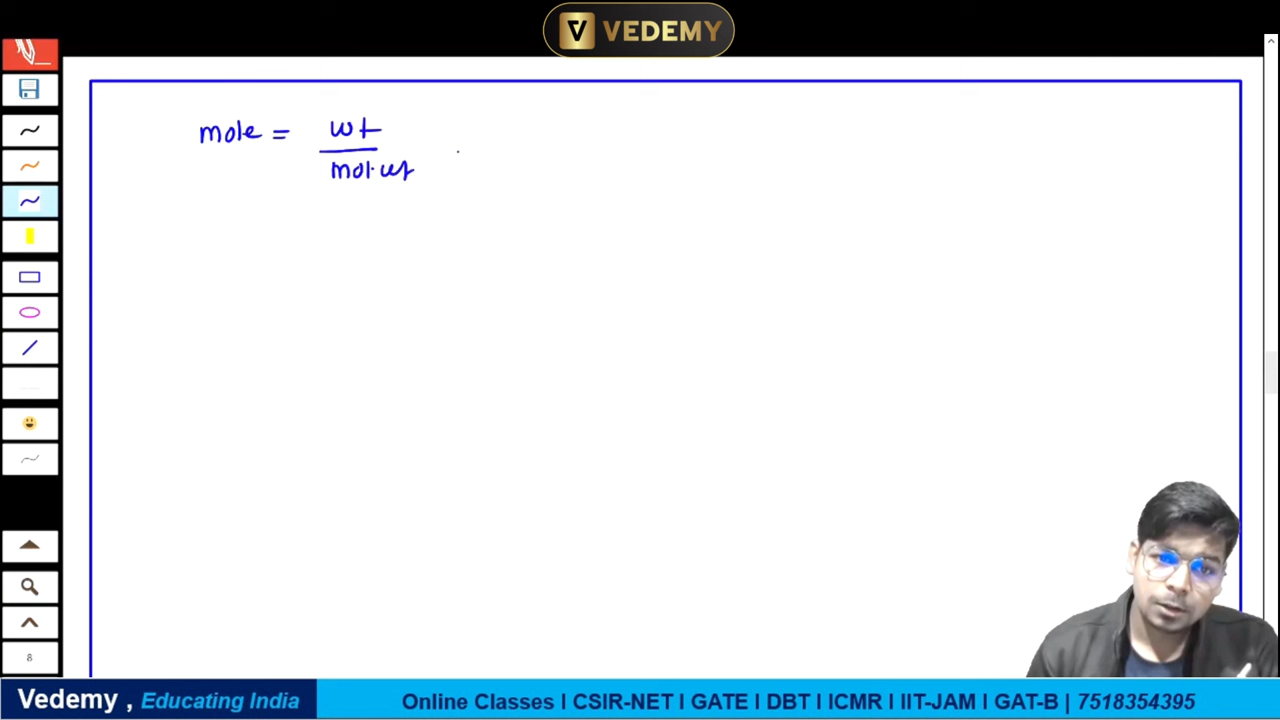 VEDEMY
mole = wt
mol.wt
8
Vedemy , Educating India
Online Classes I CSIR-NET I GATE I DBT I ICMR I IIT-JAM I GAT-B | 7518354395